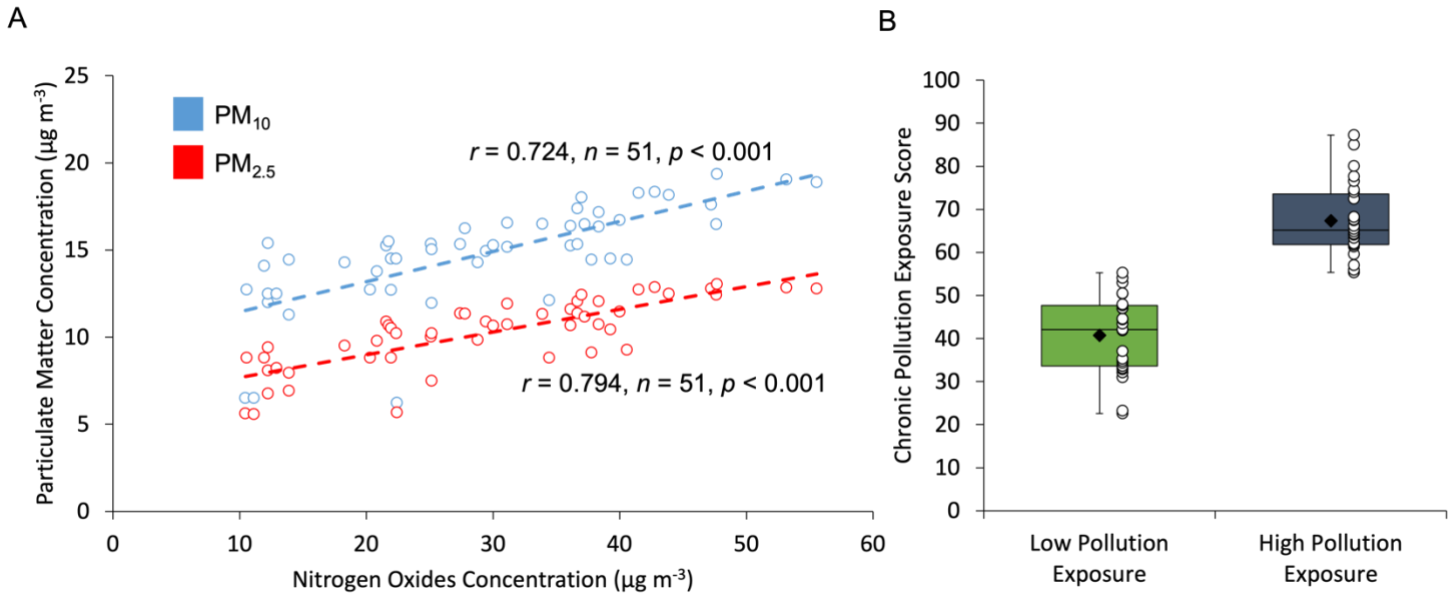 A
Particulate Matter Concentration (µg m⁻³)
25
20
15
10
5
0
PM₁₀
PM₂.₅
r = 0.724, n = 51, p < 0.001
r = 0.794, n = 51, p < 0.001
0 10 20 30 40 50 60
Nitrogen Oxides Concentration (µg m⁻³)
B
Chronic Pollution Exposure Score
100
90
80
70
60
50
40
30
20
10
0
Low Pollution
Exposure
High Pollution
Exposure